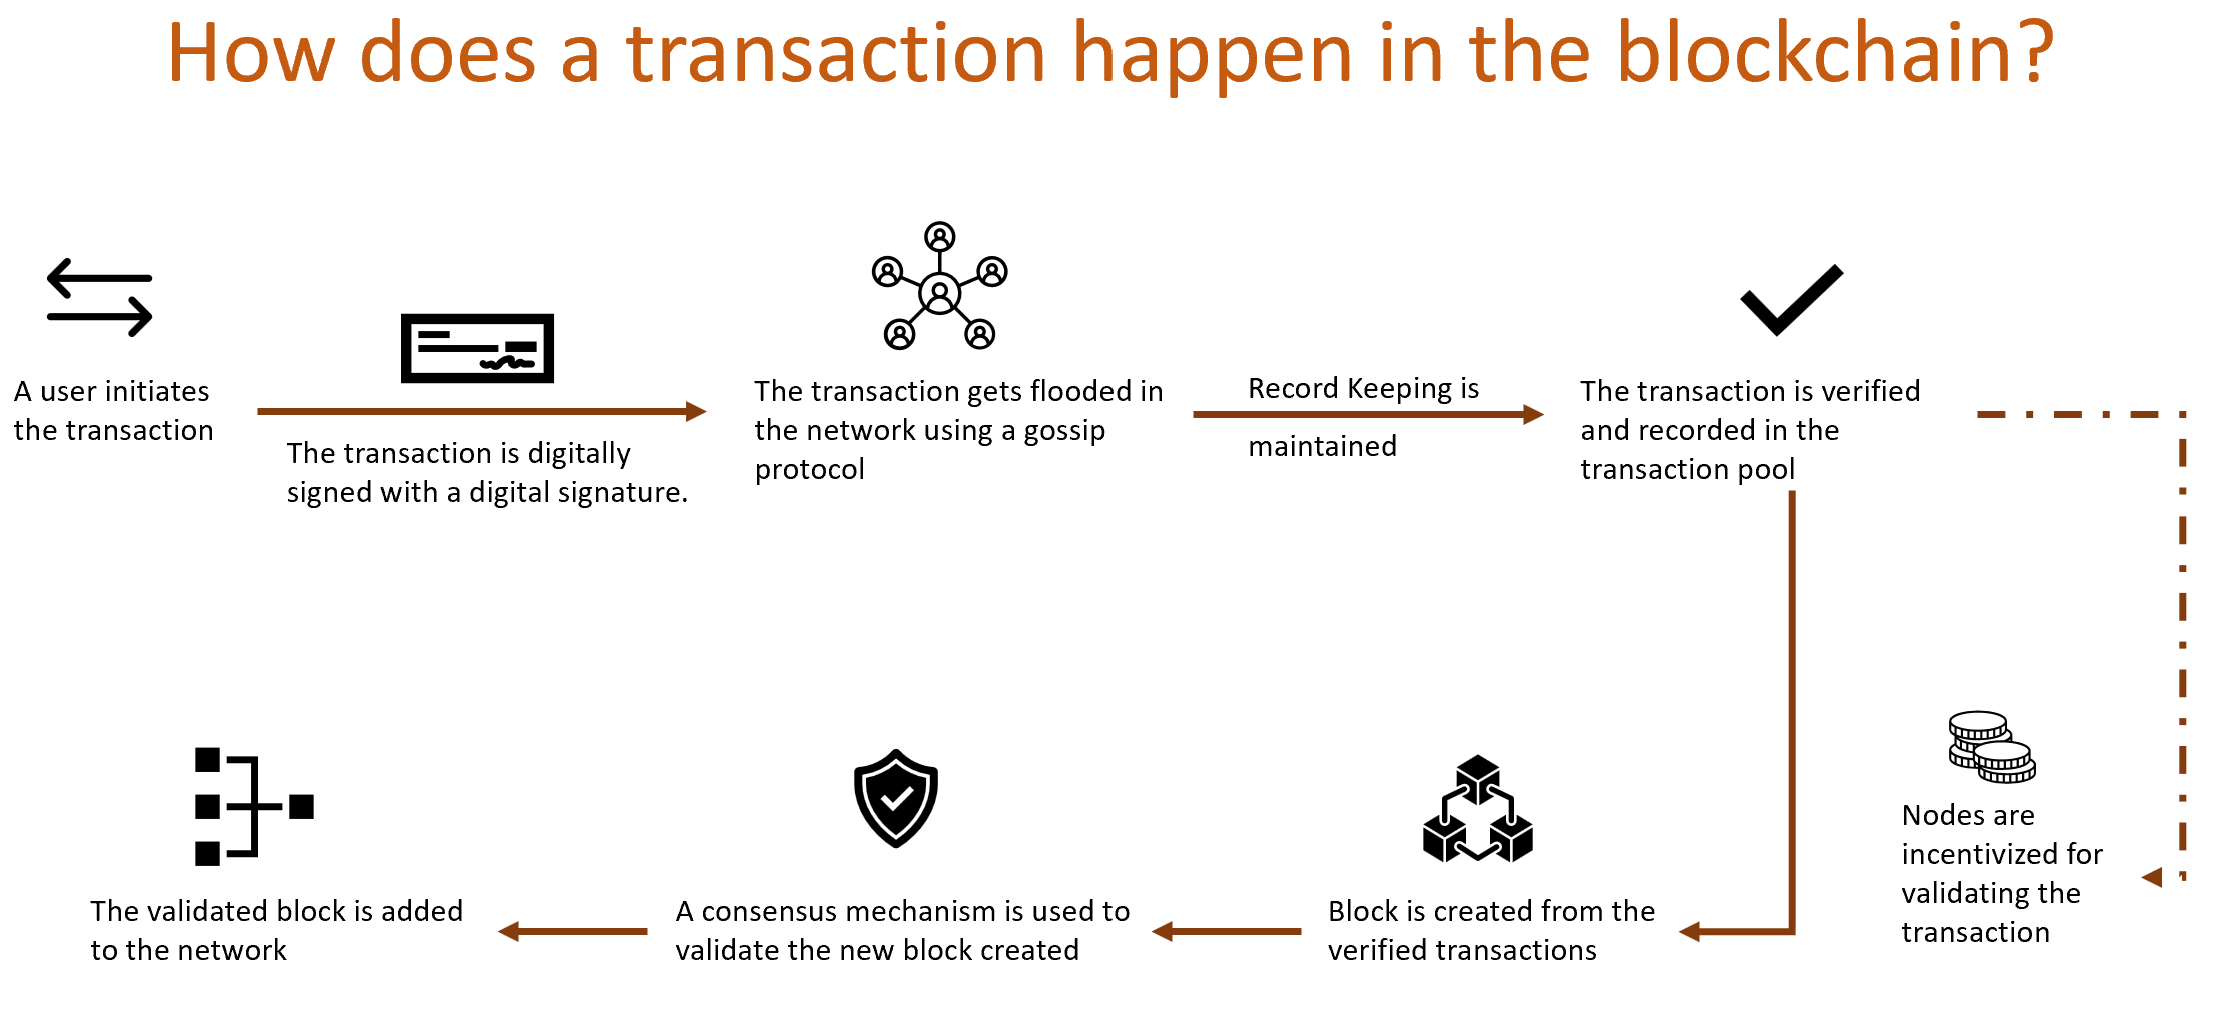 How does a transaction happen in the blockchain?
A user initiates
the transaction
The transaction is digitally
signed with a digital signature.
The transaction gets flooded in
the network using a gossip
protocol
Record Keeping is
maintained
The transaction is verified
and recorded in the
transaction pool
Nodes are
incentivized for
validating the
transaction
Block is created from the
verified transactions
A consensus mechanism is used to
validate the new block created
The validated block is added
to the network